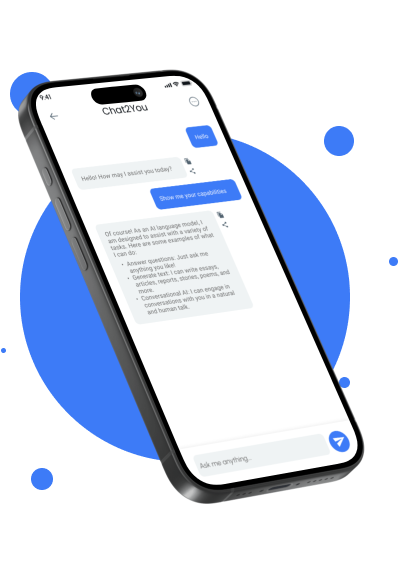 9:41
Chat2You
Hello
Hello! How may I assist you today?
Show me your capabilities
Of course! As an AI language model, I
am designed to assist with a variety of
tasks. Here are some examples of what
I can do:
• Answer questions: Just ask me
anything you like!
• Generate text: I can write essays,
articles, reports, stories, poems, and
more.
• Conversational AI: I can engage in
conversations with you in a natural
and human talk.
Ask me anything...